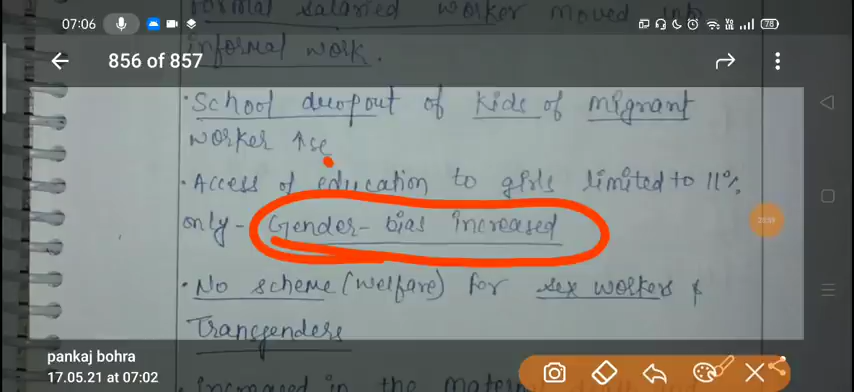 07:06
78
856 of 857
formal salaried worker moved into
informal work.
• School dropout of kids of migrant
worker ↑se
• Access of education to girls limited to 11%
only - Gender-bias increased
• No scheme (welfare) for sex workers &
Transgenders
pankaj bohra
17.05.21 at 07:02
• Increased in the maternal